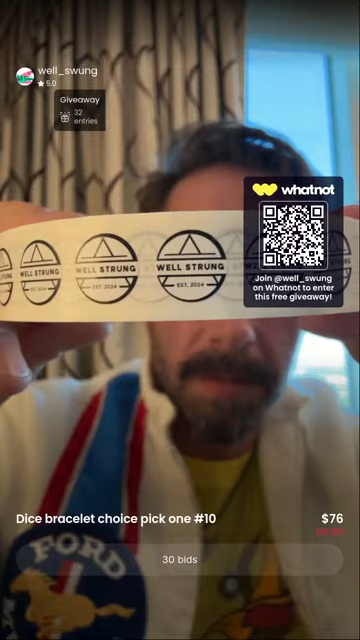 well_swung
5.0
Giveaway
32
entries
whatnot
WELL STRUNG WELL STRUNG WELL STRUNG
EST. 2024 EST. 2024 EST. 2024
Join @well_swung
on Whatnot to enter
this free giveaway!
Dice bracelet choice pick one #10
$76
30 bids
FORD